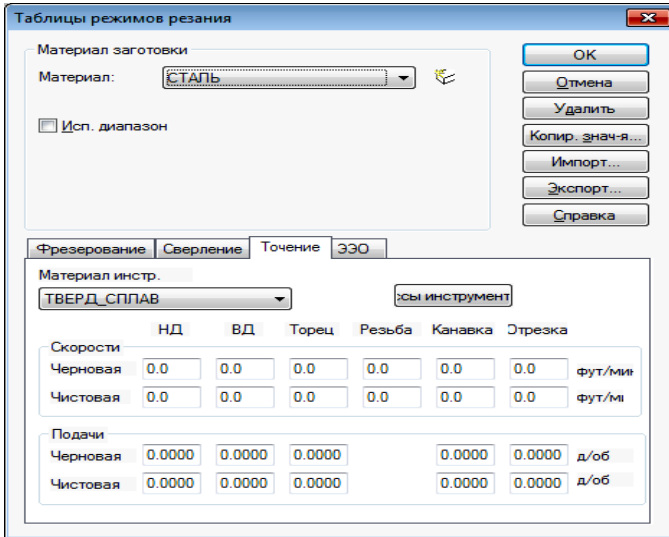 Таблицы режимов резания
Материал заготовки
Материал: СТАЛЬ
Исп. диапазон
OK
Отмена
Удалить
Копир. знач-я...
Импорт...
Экспорт...
Справка
Фрезерование Сверление Точение ЭЭО
Материал инстр.
ТВЕРД_СПЛАВ
сы инструмент
НД ВД Торец Резьба Канавка Отрезка
Скорости
Черновая 0.0 0.0 0.0 0.0 0.0 0.0 фут/мин
Чистовая 0.0 0.0 0.0 0.0 0.0 0.0 фут/мі
Подачи
Черновая 0.0000 0.0000 0.0000 0.0000 0.0000 д/об
Чистовая 0.0000 0.0000 0.0000 0.0000 0.0000 д/об